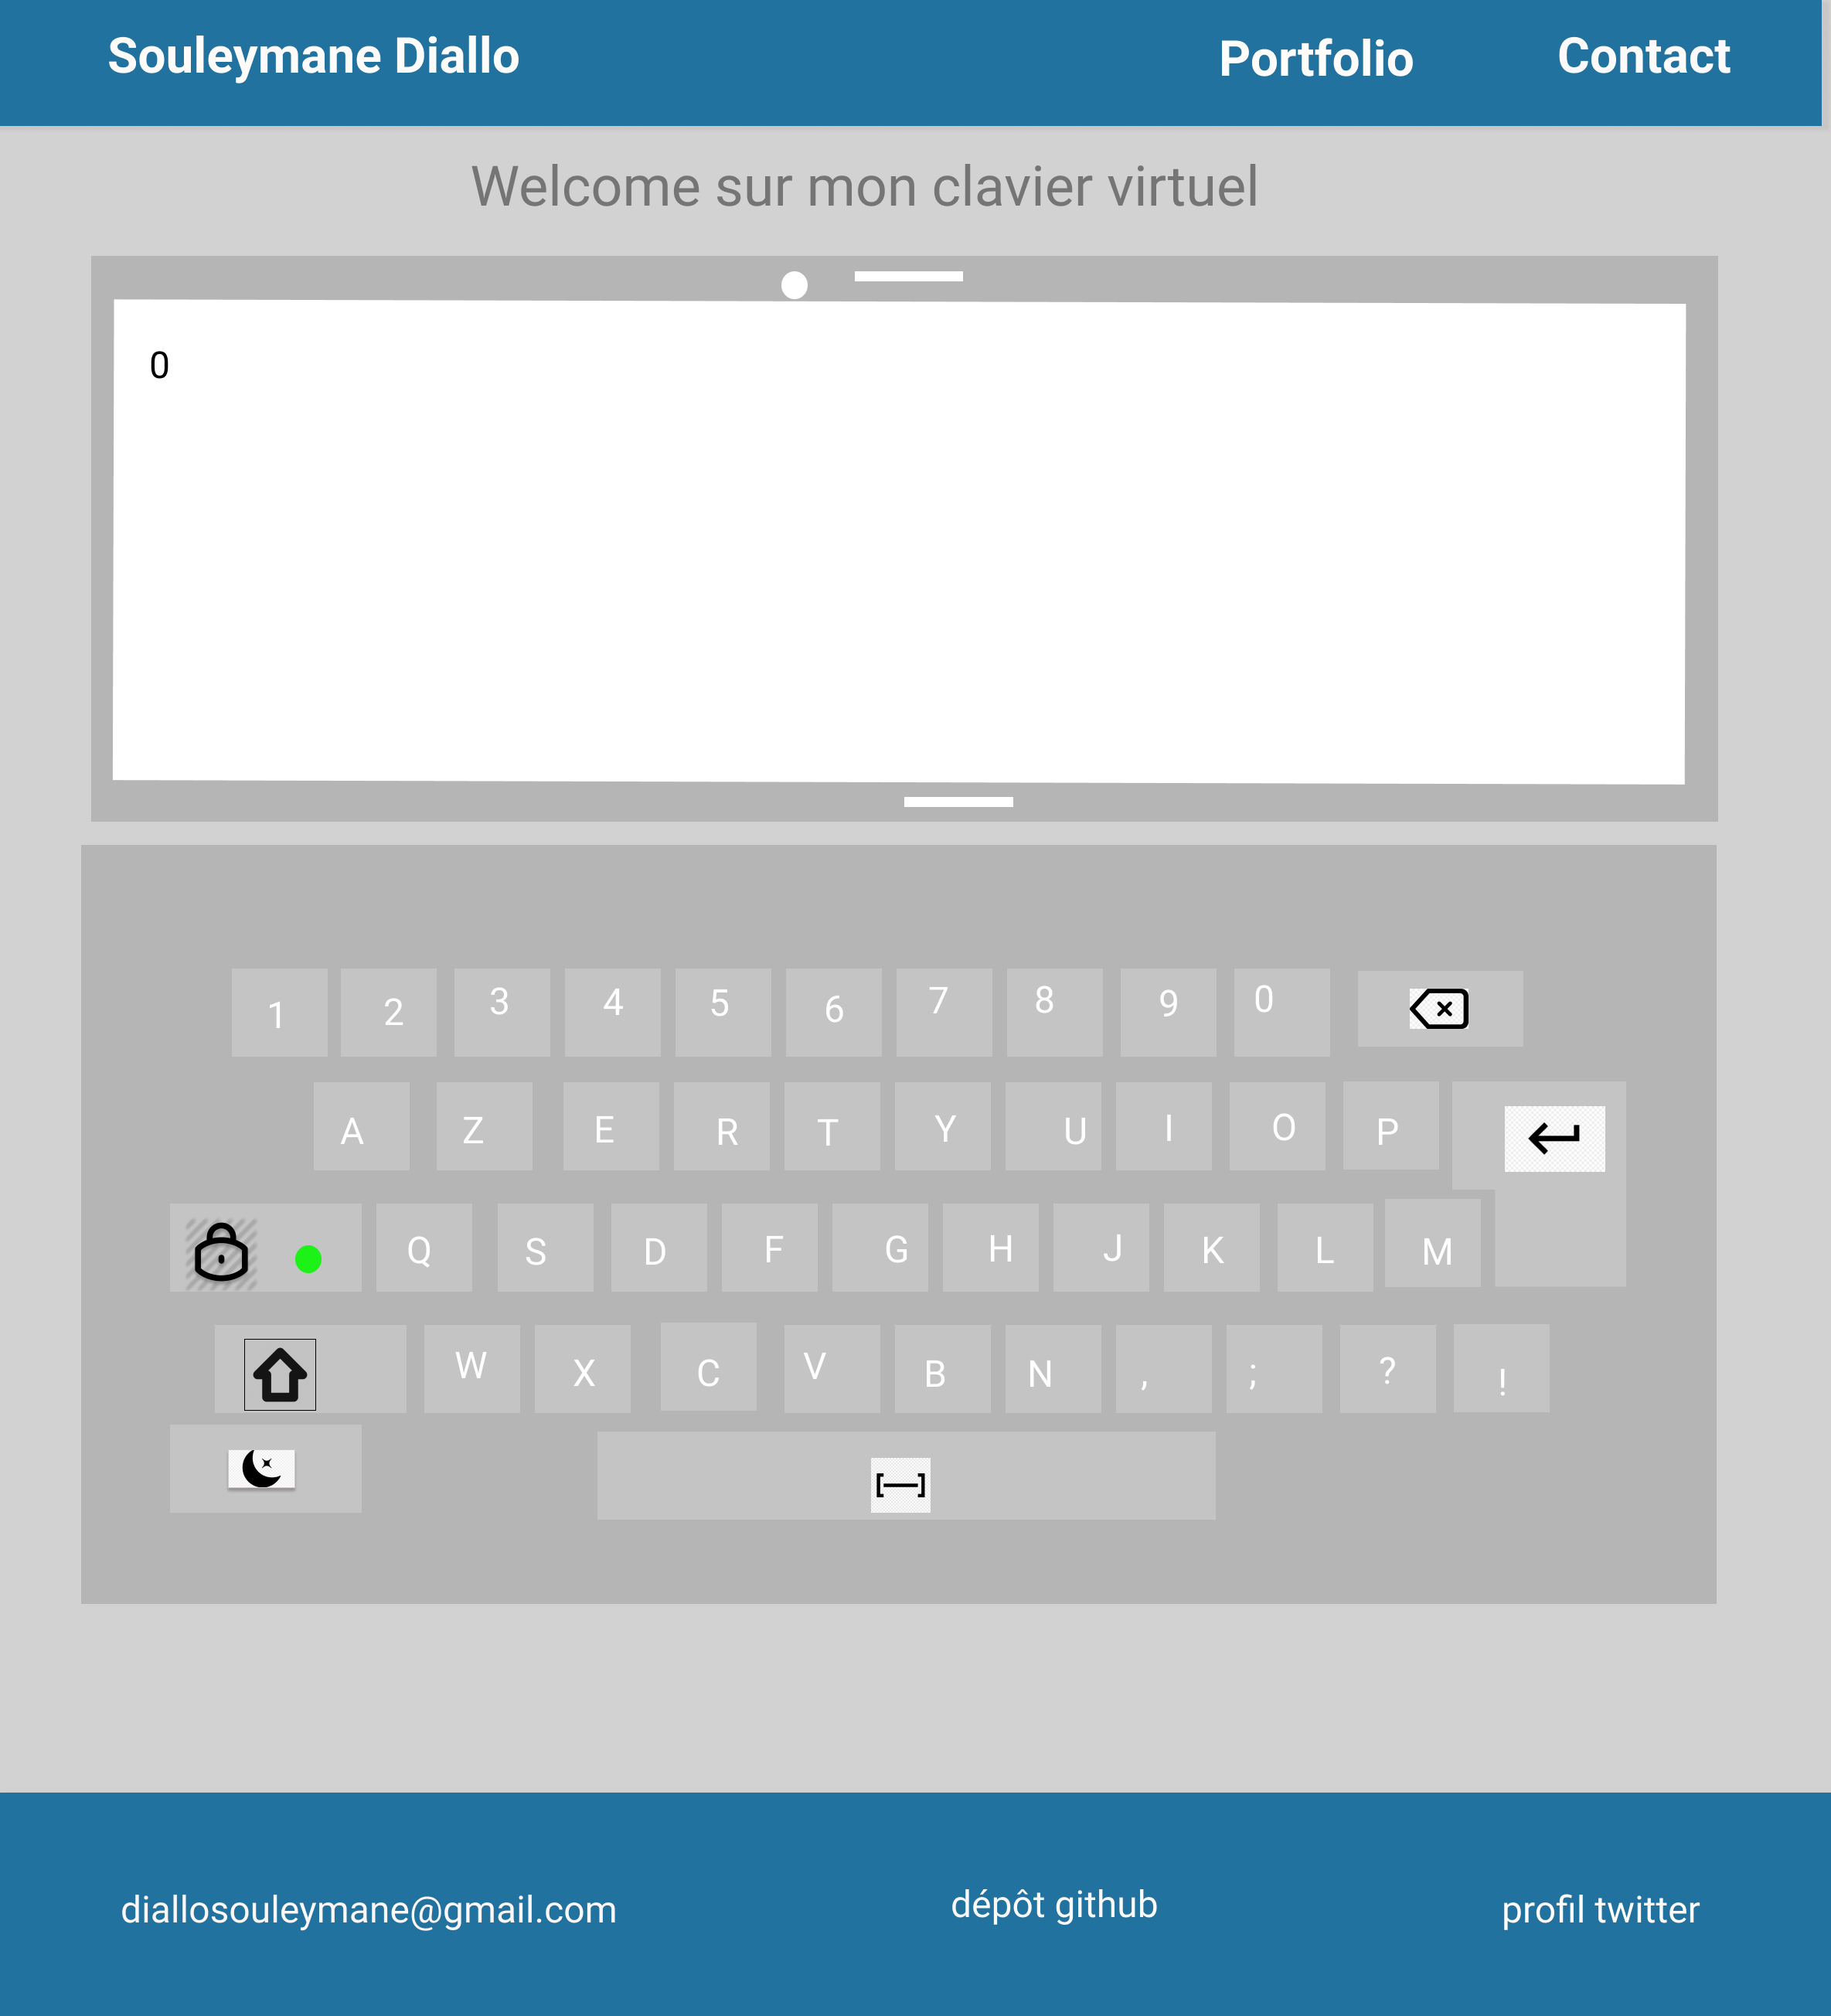 Souleymane Diallo Portfolio Contact
Welcome sur mon clavier virtuel
0
1 2 3 4 5 6 7 8 9 0
A Z E R T Y U I O P
Q S D F G H J K L M
W X C V B N , ; ? !
diallosouleymane@gmail.com dépôt github profil twitter